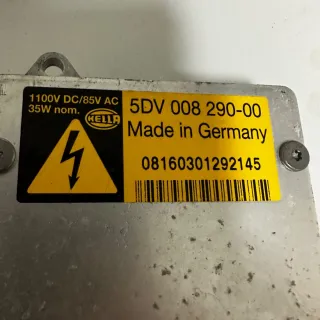 1100V DC/85V AC
35W nom.
HELLA
5DV 008 290-00
Made in Germany
08160301292145